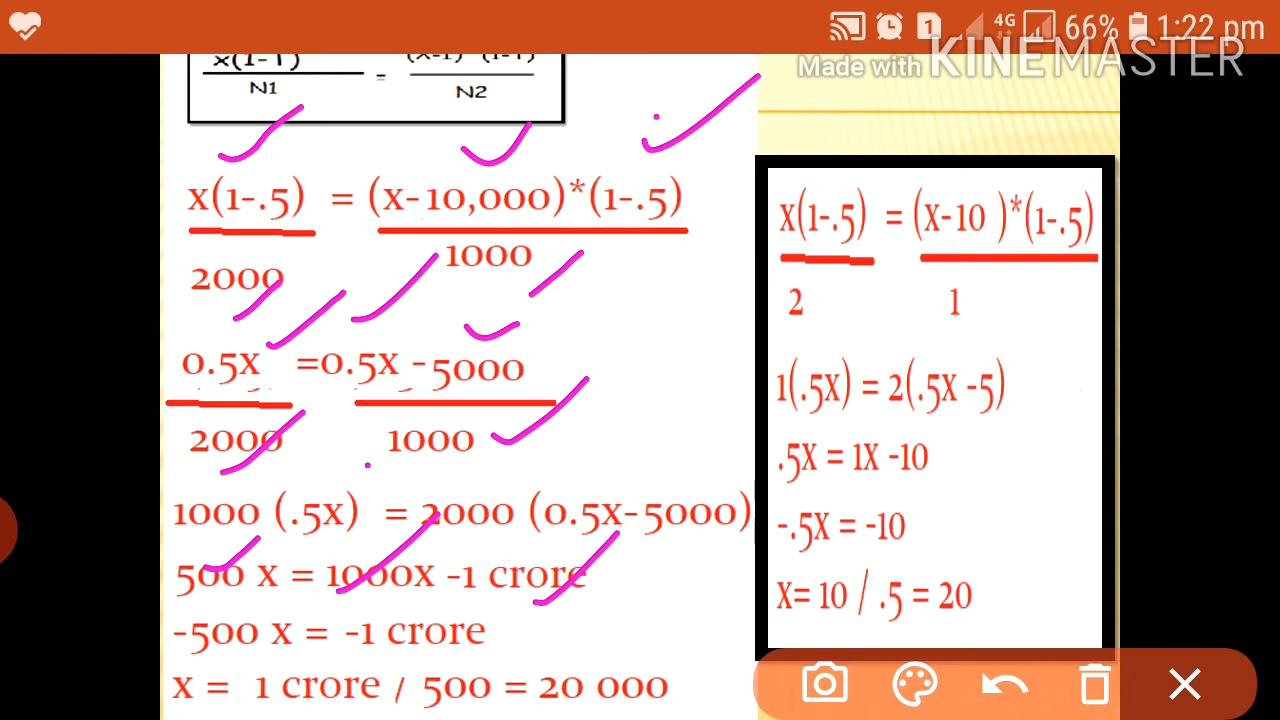 4G 66% 1:22 pm
Made with KINEMASTER
x(1-T) = (x-I) (1-T)
N1 N2
x(1-.5) = (x-10,000)*(1-.5)
2000 1000
0.5x =0.5x -5000
2000 1000
1000 (.5x) = 2000 (0.5x-5000)
500 x = 1000x -1 crore
-500 x = -1 crore
x = 1 crore / 500 = 20 000
X(1-.5) = (X-10 )*(1-.5)
2 1
1(.5X) = 2(.5X -5)
.5X = 1X -10
-.5X = -10
X= 10 / .5 = 20